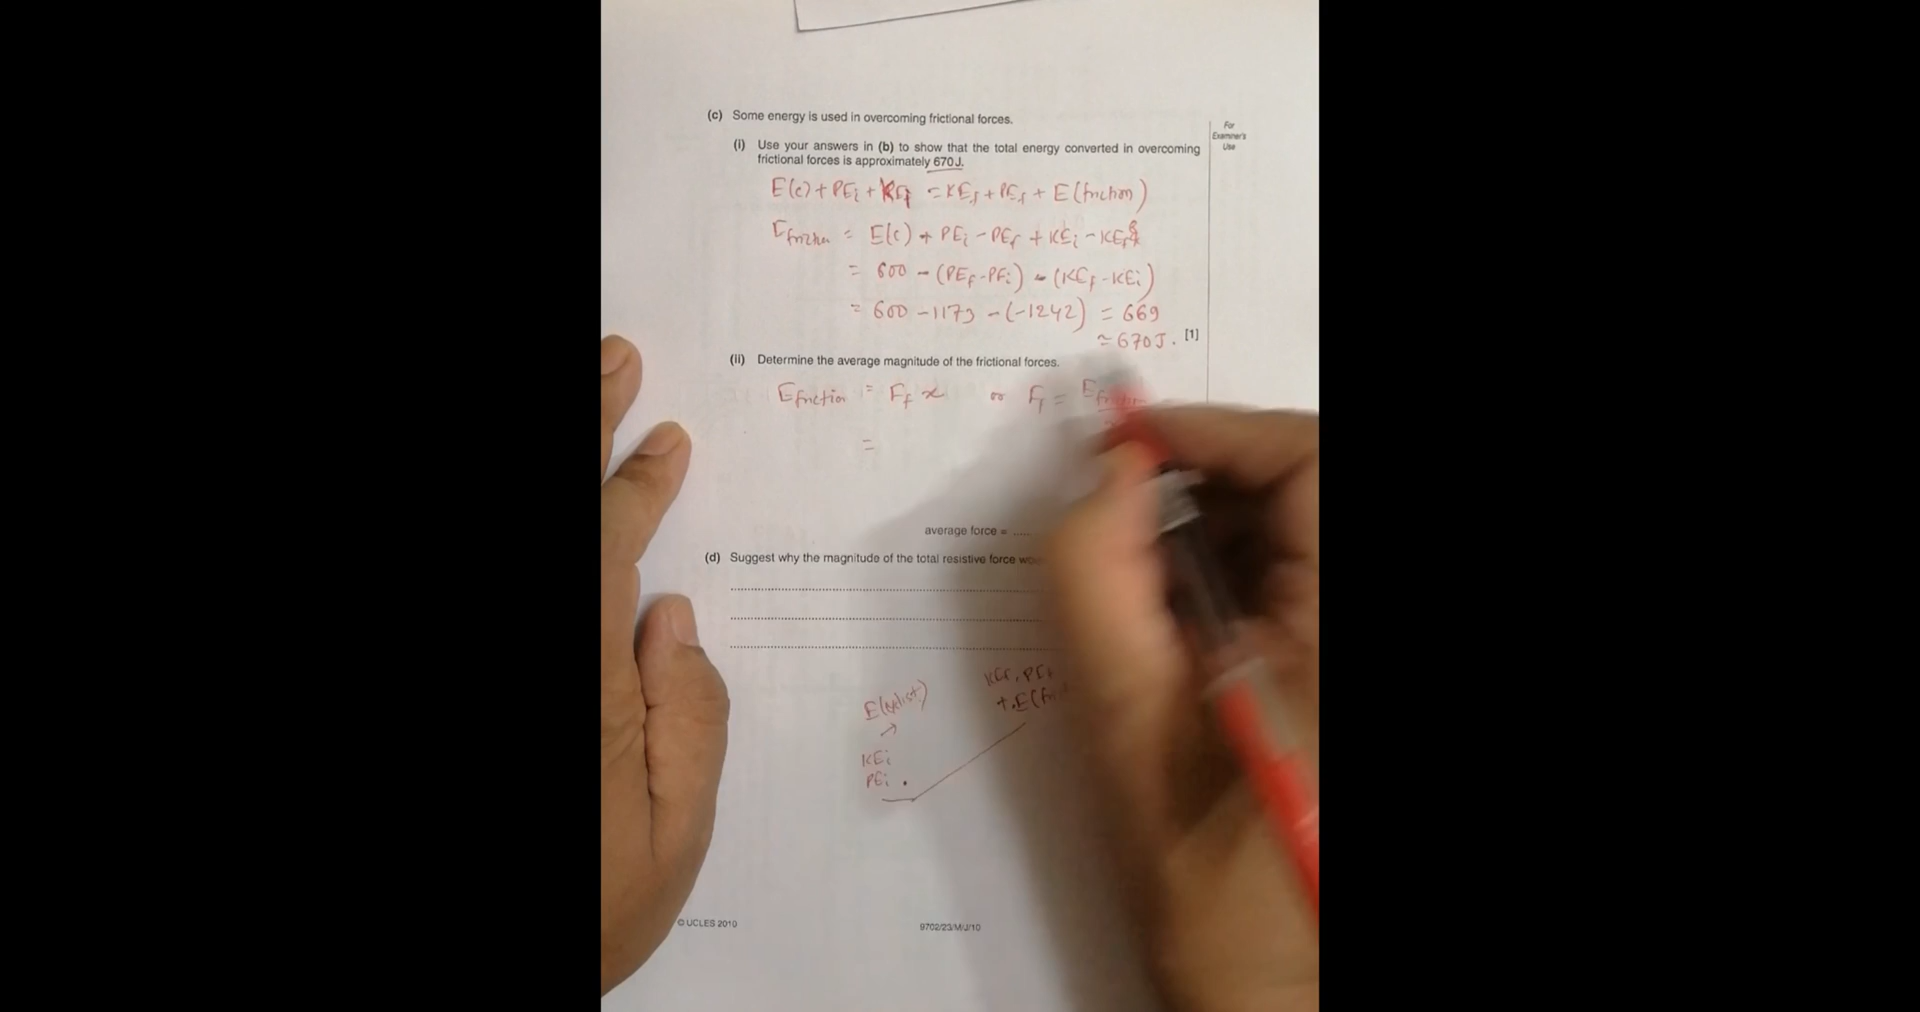 (c) Some energy is used in overcoming frictional forces.
For
Examiner's
Use
(i) Use your answers in (b) to show that the total energy converted in overcoming
frictional forces is approximately 670J.
E(c) + PEi + KEf = KEf + PEf + E(friction)
Efriction = E(c) + PEi - PEf + KEi - KEf
= 600 - (PEf - PEi) - (KEf - KEi)
= 600 - 1173 - (-1242) = 669
≃ 670J. [1]
(ii) Determine the average magnitude of the frictional forces.
Efriction = Ff x or Ff = Efriction
=
average force = .....
(d) Suggest why the magnitude of the total resistive force
KEf, PEf
+ E(
KEi
PEi
© UCLES 2010
9702/23/M/J/10